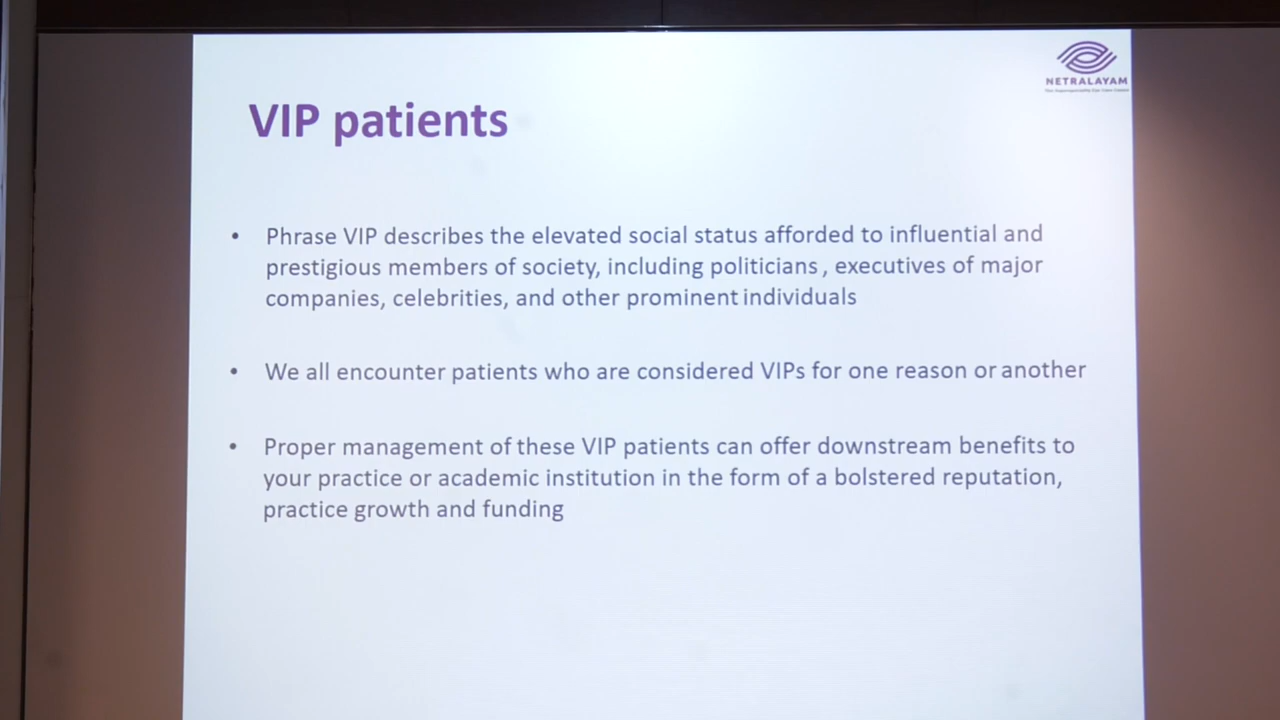 NETRALAYAM
VIP patients
• Phrase VIP describes the elevated social status afforded to influential and
prestigious members of society, including politicians , executives of major
companies, celebrities, and other prominent individuals
• We all encounter patients who are considered VIPs for one reason or another
• Proper management of these VIP patients can offer downstream benefits to
your practice or academic institution in the form of a bolstered reputation,
practice growth and funding